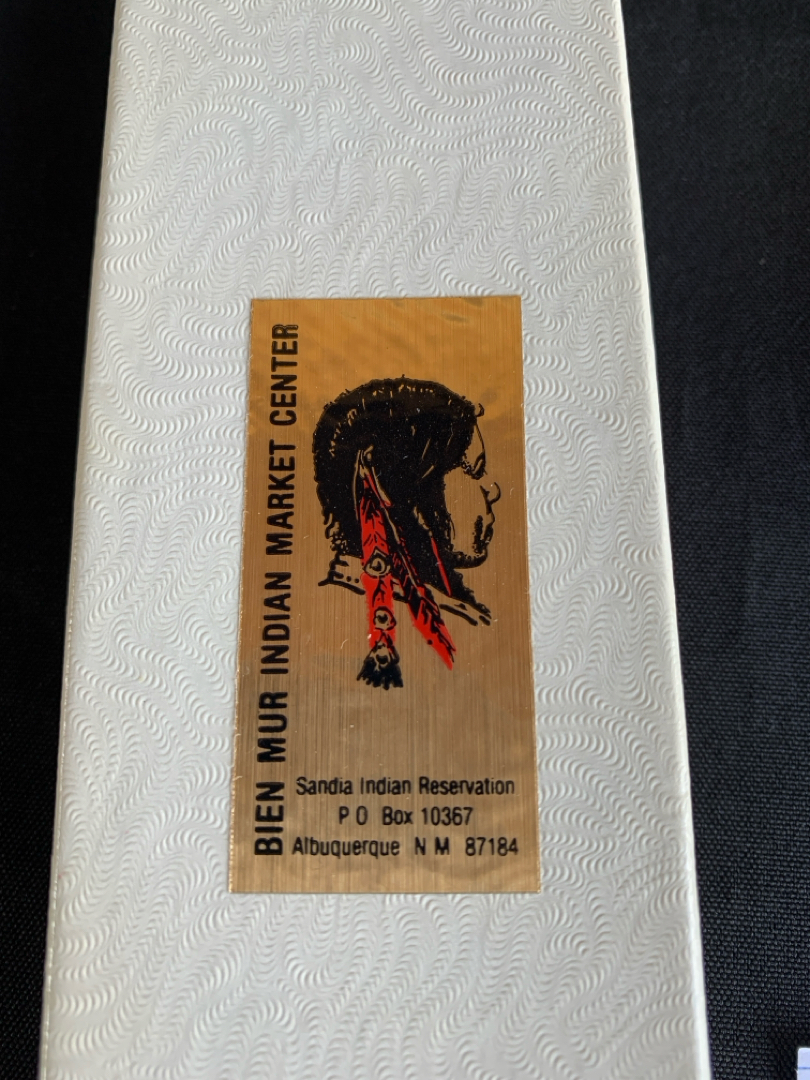 BIEN MUR INDIAN MARKET CENTER
Sandia Indian Reservation
P O Box 10367
Albuquerque N M 87184